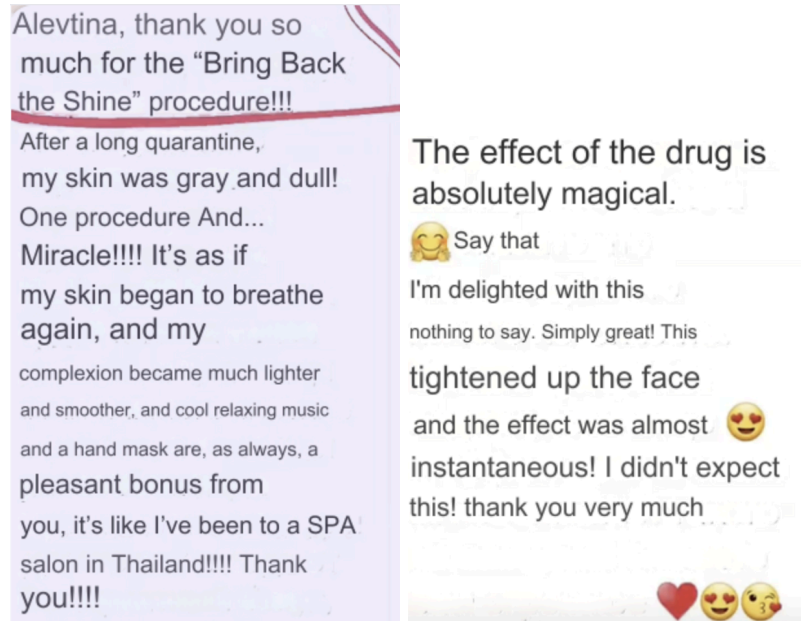 Alevtina, thank you so
much for the “Bring Back
the Shine” procedure!!!
After a long quarantine,
my skin was gray and dull!
One procedure And...
Miracle!!!! It’s as if
my skin began to breathe
again, and my
complexion became much lighter
and smoother, and cool relaxing music
and a hand mask are, as always, a
pleasant bonus from
you, it’s like I’ve been to a SPA
salon in Thailand!!!! Thank
you!!!!
The effect of the drug is
absolutely magical.
🤗 Say that
I'm delighted with this
nothing to say. Simply great! This
tightened up the face
and the effect was almost 😍
instantaneous! I didn't expect
this! thank you very much
❤️😍😘